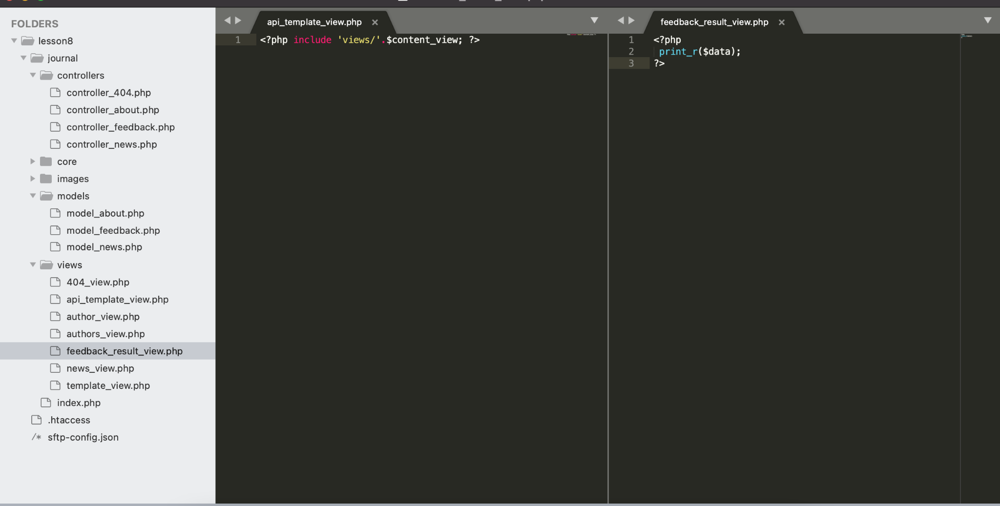 FOLDERS
lesson8
journal
controllers
controller_404.php
controller_about.php
controller_feedback.php
controller_news.php
core
images
models
model_about.php
model_feedback.php
model_news.php
views
404_view.php
api_template_view.php
author_view.php
authors_view.php
feedback_result_view.php
news_view.php
template_view.php
index.php
.htaccess
/* sftp-config.json
api_template_view.php ×
1 <?php include 'views/'.$content_view; ?>
feedback_result_view.php ×
1 <?php
2 print_r($data);
3 ?>